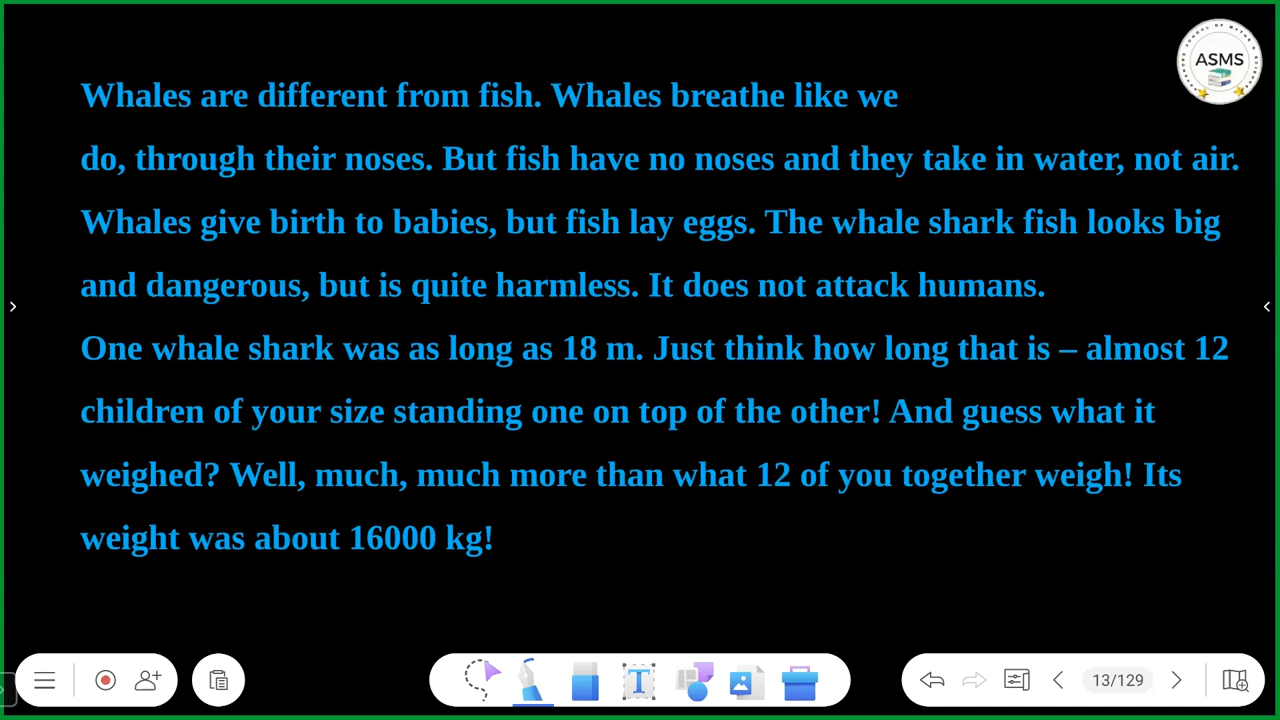 ASMS
Whales are different from fish. Whales breathe like we
do, through their noses. But fish have no noses and they take in water, not air.
Whales give birth to babies, but fish lay eggs. The whale shark fish looks big
and dangerous, but is quite harmless. It does not attack humans.
One whale shark was as long as 18 m. Just think how long that is – almost 12
children of your size standing one on top of the other! And guess what it
weighed? Well, much, much more than what 12 of you together weigh! Its
weight was about 16000 kg!
T
13/129